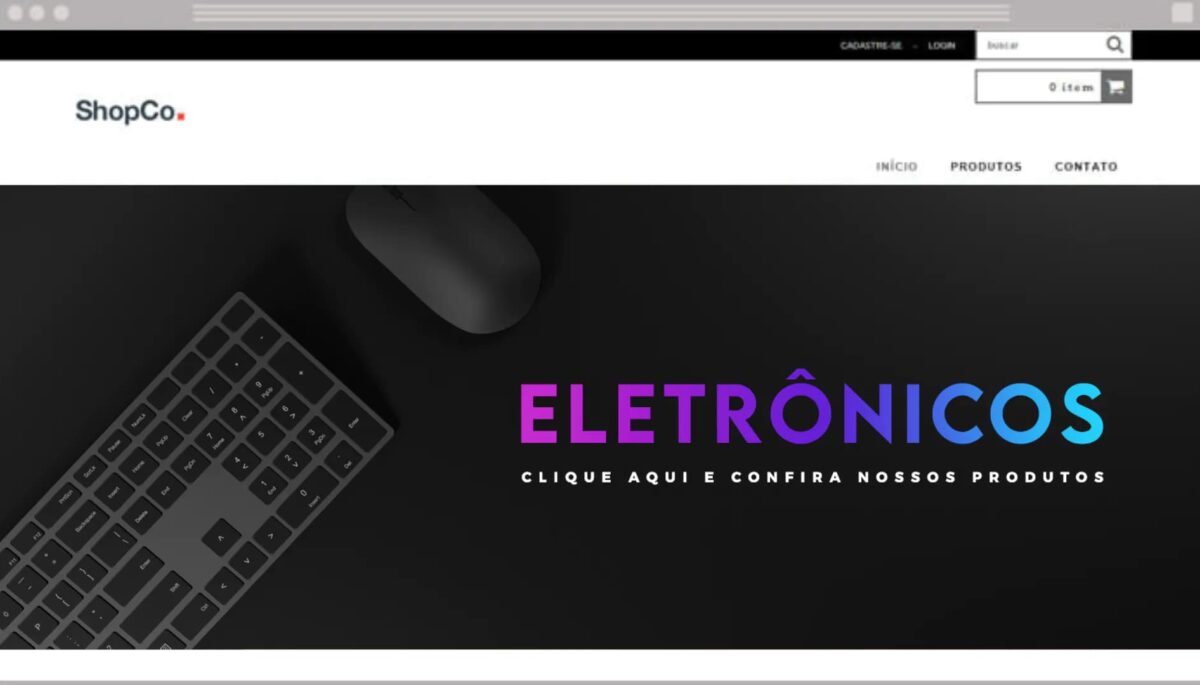 CADASTRE-SE - LOGIN
buscar
0 item
ShopCo.
INÍCIO PRODUTOS CONTATO
ELETRÔNICOS
CLIQUE AQUI E CONFIRA NOSSOS PRODUTOS